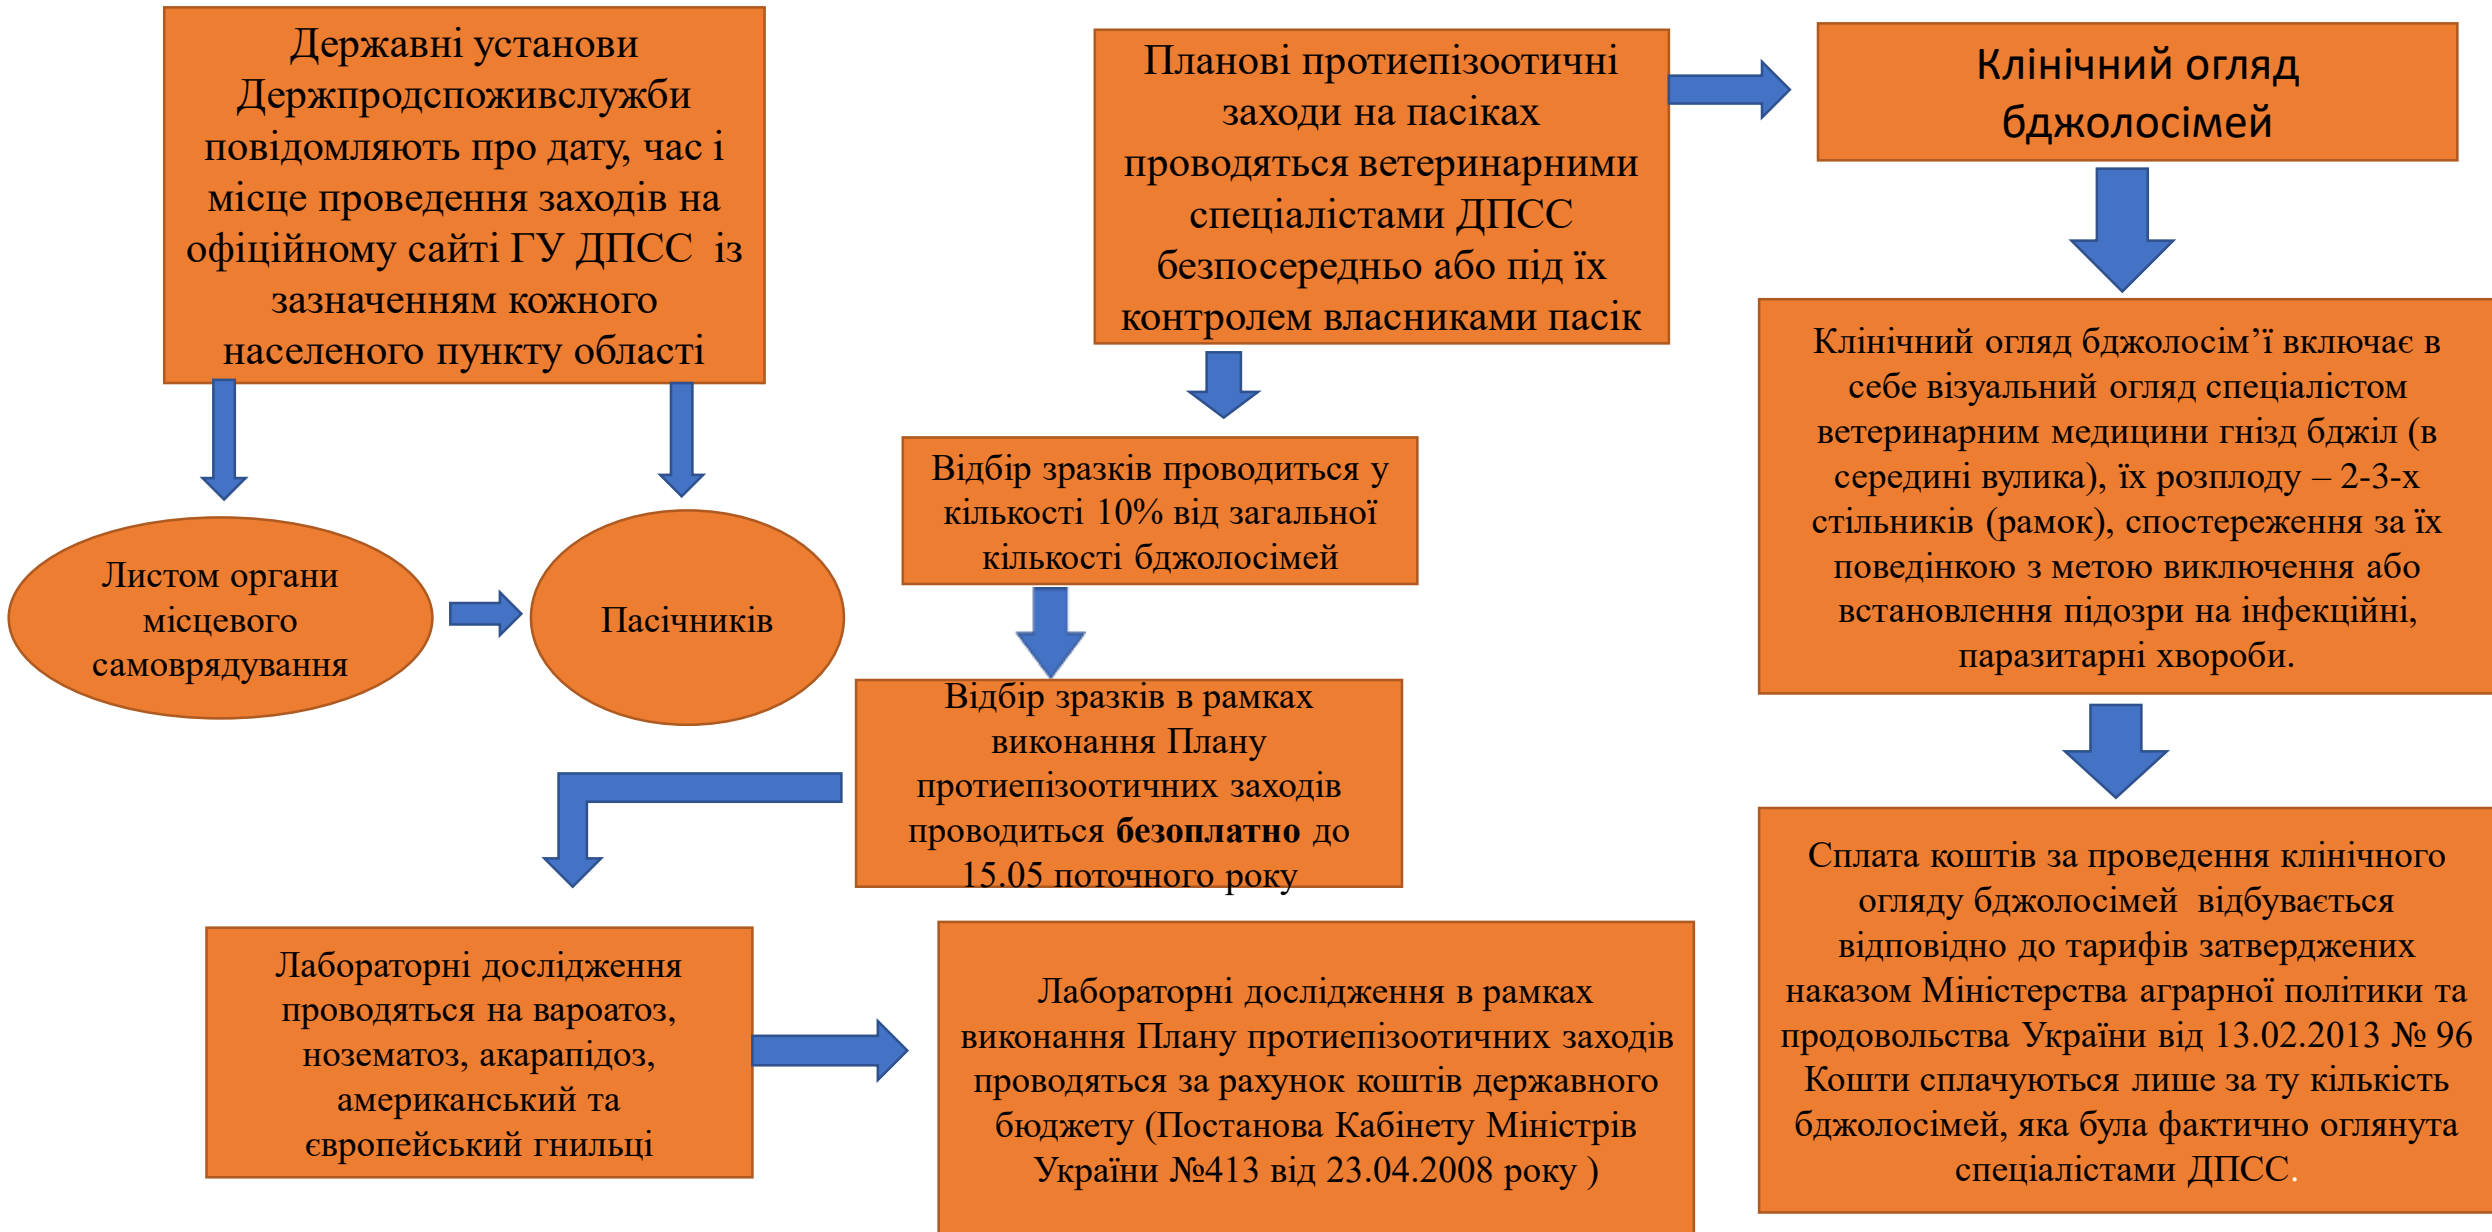 Державні установи
Держпродспоживслужби
повідомляють про дату, час і
місце проведення заходів на
офіційному сайті ГУ ДПСС із
зазначенням кожного
населеного пункту області
Листом органи
місцевого
самоврядування
Пасічників
Планові протиепізоотичні
заходи на пасіках
проводяться ветеринарними
спеціалістами ДПСС
безпосередньо або під їх
контролем власниками пасік
Відбір зразків проводиться у
кількості 10% від загальної
кількості бджолосімей
Відбір зразків в рамках
виконання Плану
протиепізоотичних заходів
проводиться безоплатно до
15.05 поточного року
Лабораторні дослідження
проводяться на вароатоз,
нозематоз, акарапідоз,
американський та
європейський гнильці
Лабораторні дослідження в рамках
виконання Плану протиепізоотичних заходів
проводяться за рахунок коштів державного
бюджету (Постанова Кабінету Міністрів
України №413 від 23.04.2008 року )
Клінічний огляд
бджолосімей
Клінічний огляд бджолосім’ї включає в
себе візуальний огляд спеціалістом
ветеринарним медицини гнізд бджіл (в
середині вулика), їх розплоду – 2-3-х
стільників (рамок), спостереження за їх
поведінкою з метою виключення або
встановлення підозри на інфекційні,
паразитарні хвороби.
Сплата коштів за проведення клінічного
огляду бджолосімей відбувається
відповідно до тарифів затверджених
наказом Міністерства аграрної політики та
продовольства України від 13.02.2013 № 96
Кошти сплачуються лише за ту кількість
бджолосімей, яка була фактично оглянута
спеціалістами ДПСС.